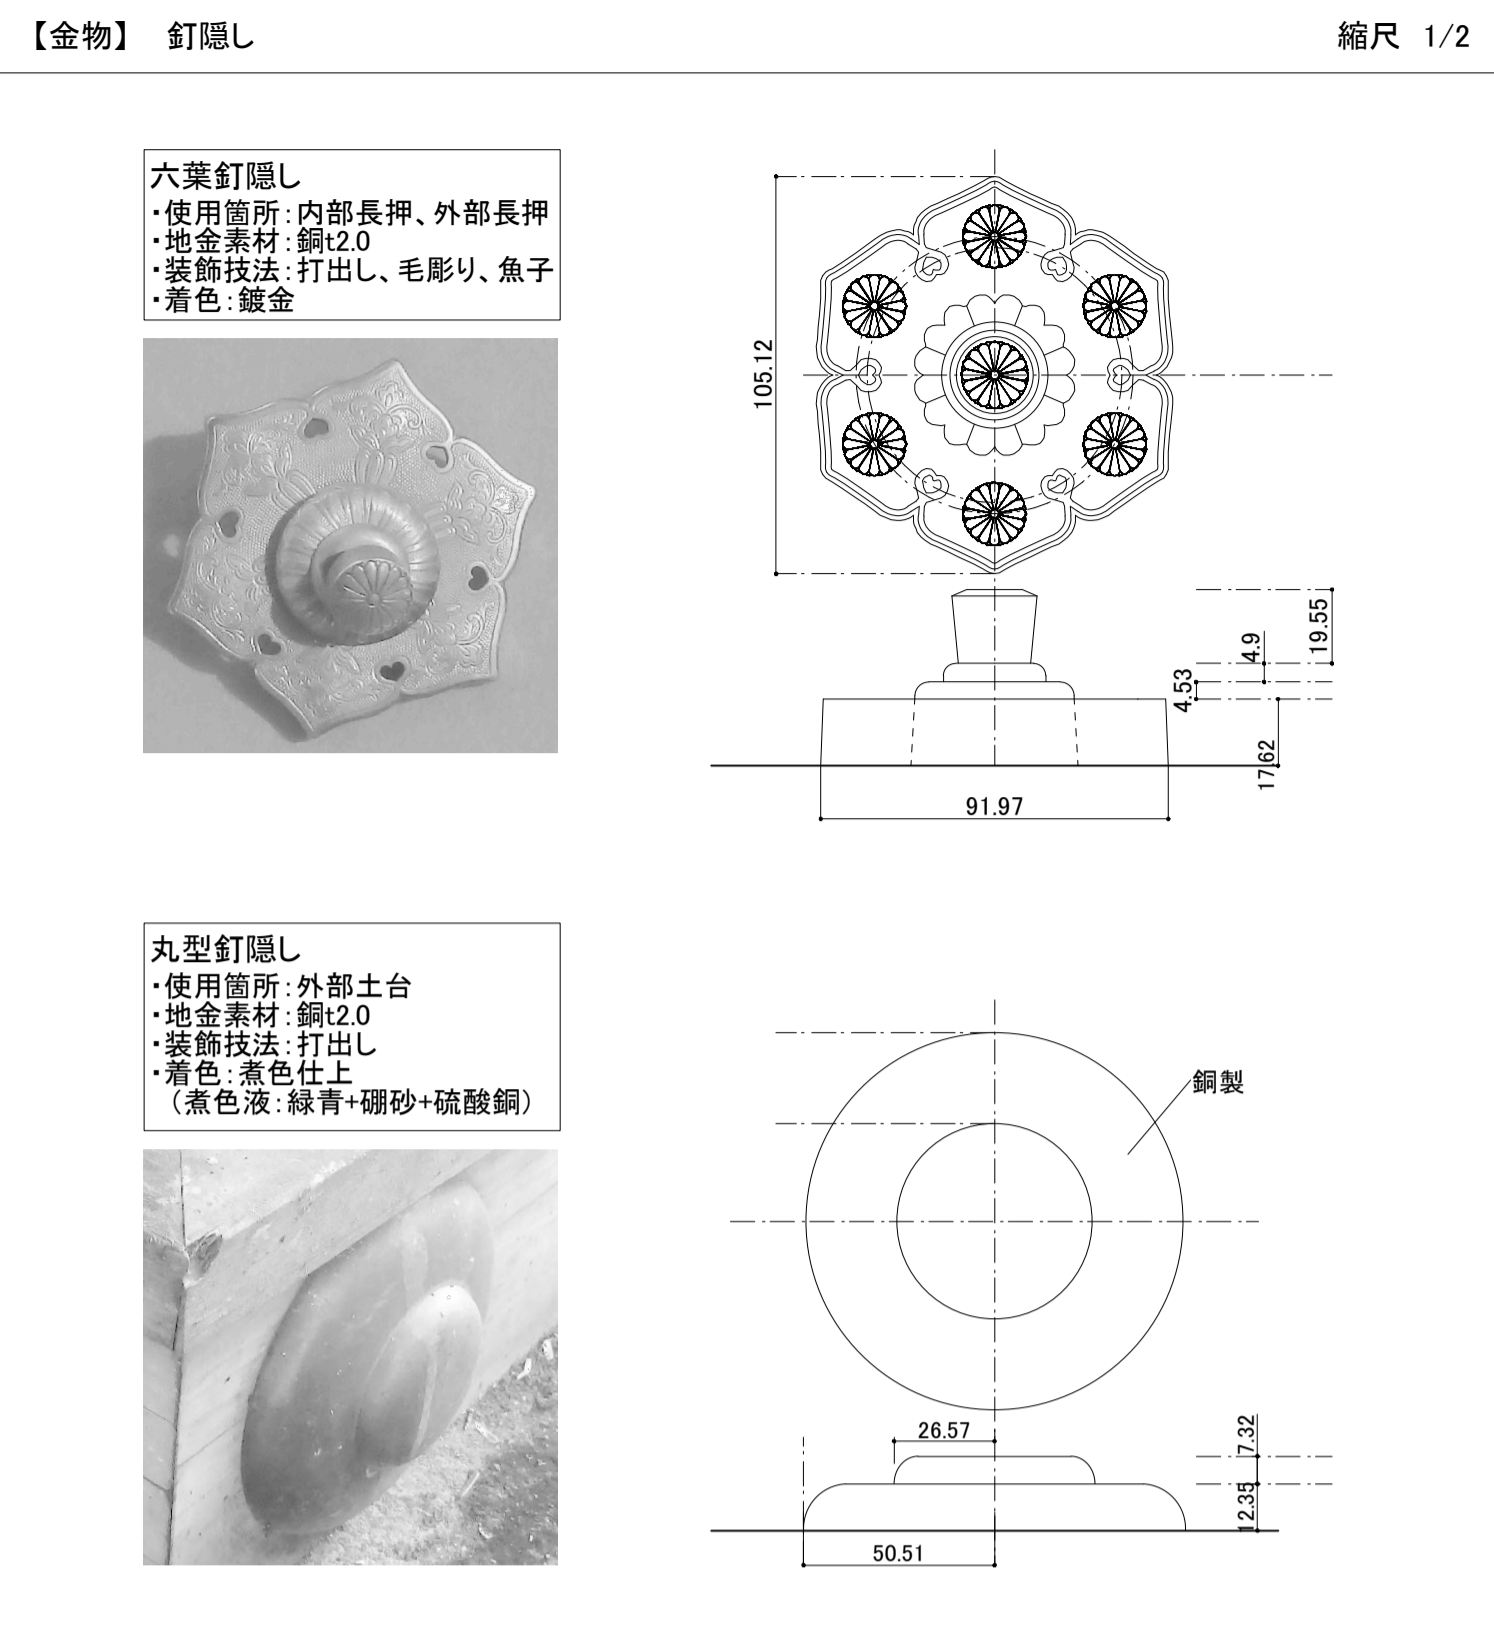 【金物】　釘隠し
縮尺　1/2
六葉釘隠し
・使用箇所：内部長押、外部長押
・地金素材：銅t2.0
・装飾技法：打出し、毛彫り、魚子
・着色：鍍金
105.12
19.55
4.9
4.53
17.62
91.97
丸型釘隠し
・使用箇所：外部土台
・地金素材：銅t2.0
・装飾技法：打出し
・着色：煮色仕上
（煮色液：緑青+硼砂+硫酸銅）
銅製
26.57
7.32
12.35
50.51